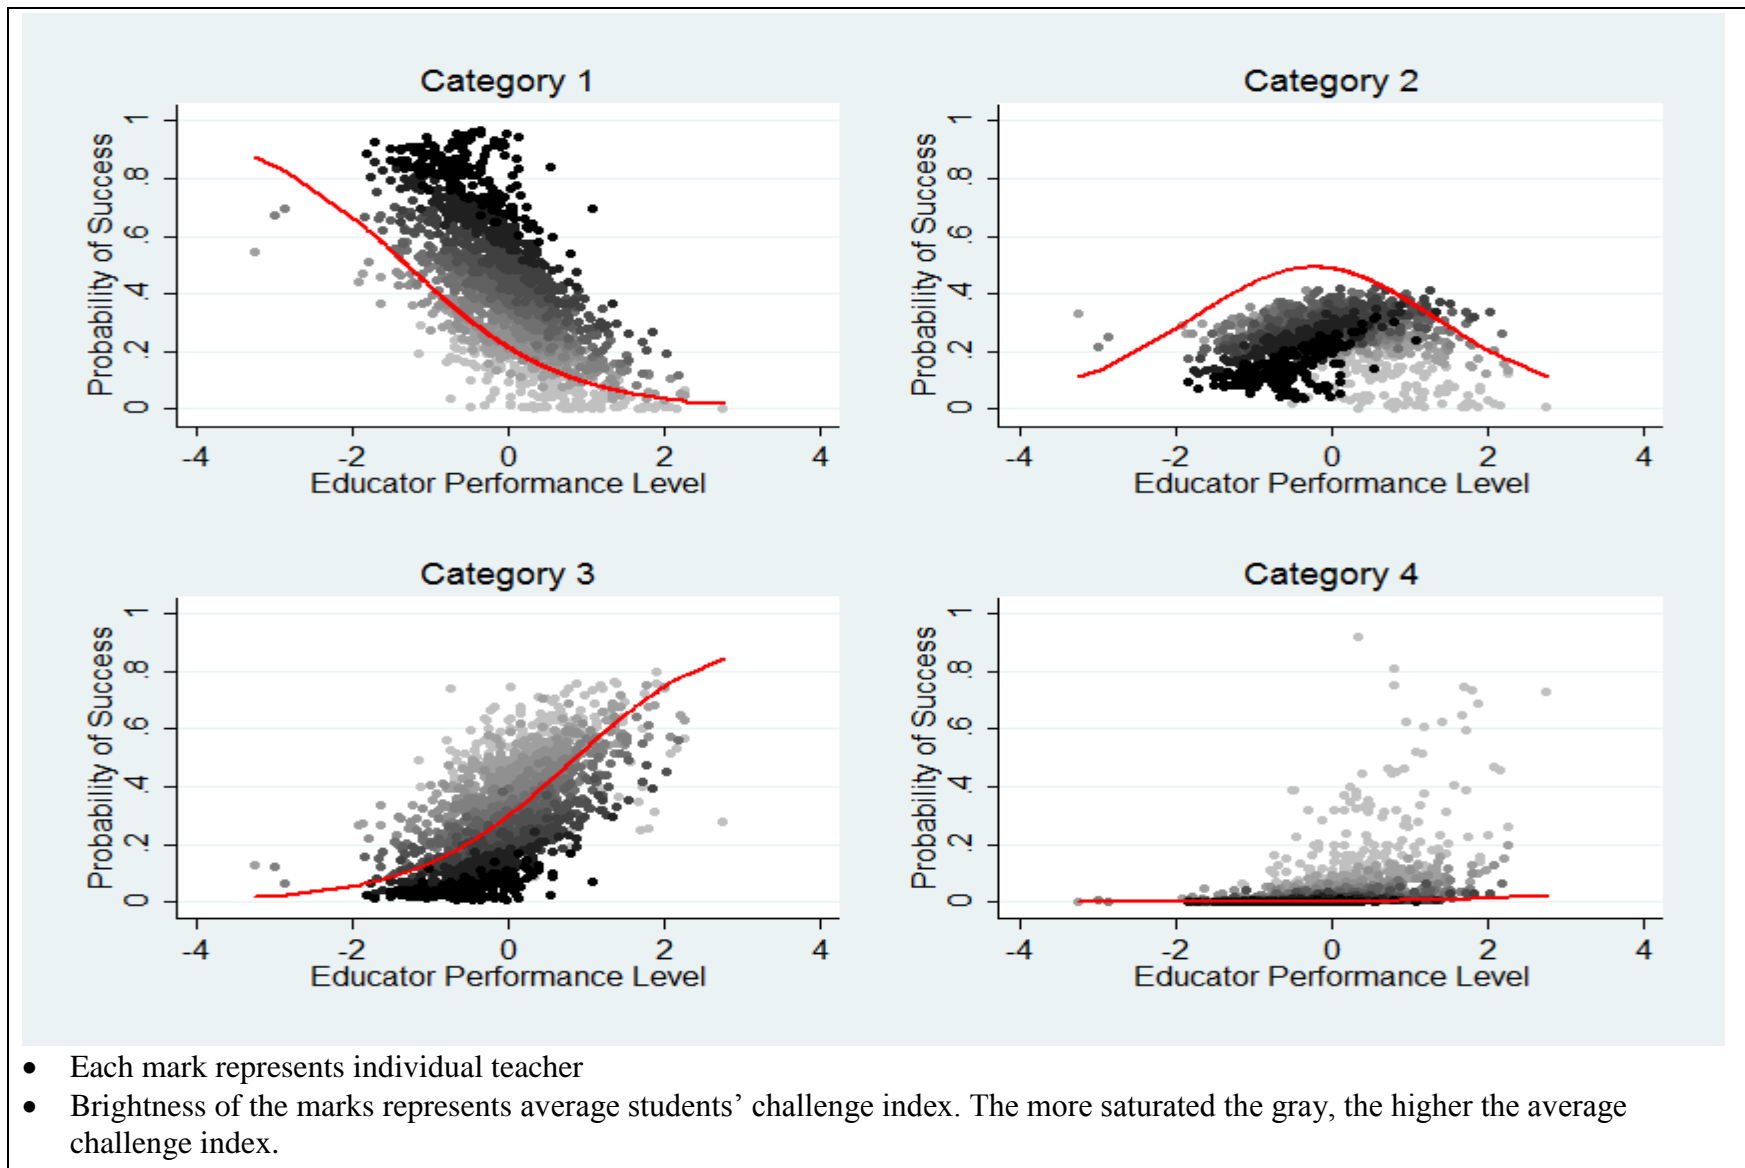 Category 1
Probability of Success
0 .2 .4 .6 .8 1
-4 -2 0 2 4
Educator Performance Level
Category 2
Probability of Success
0 .2 .4 .6 .8 1
-4 -2 0 2 4
Educator Performance Level
Category 3
Probability of Success
0 .2 .4 .6 .8 1
-4 -2 0 2 4
Educator Performance Level
Category 4
Probability of Success
0 .2 .4 .6 .8 1
-4 -2 0 2 4
Educator Performance Level
• Each mark represents individual teacher
• Brightness of the marks represents average students’ challenge index. The more saturated the gray, the higher the average
challenge index.